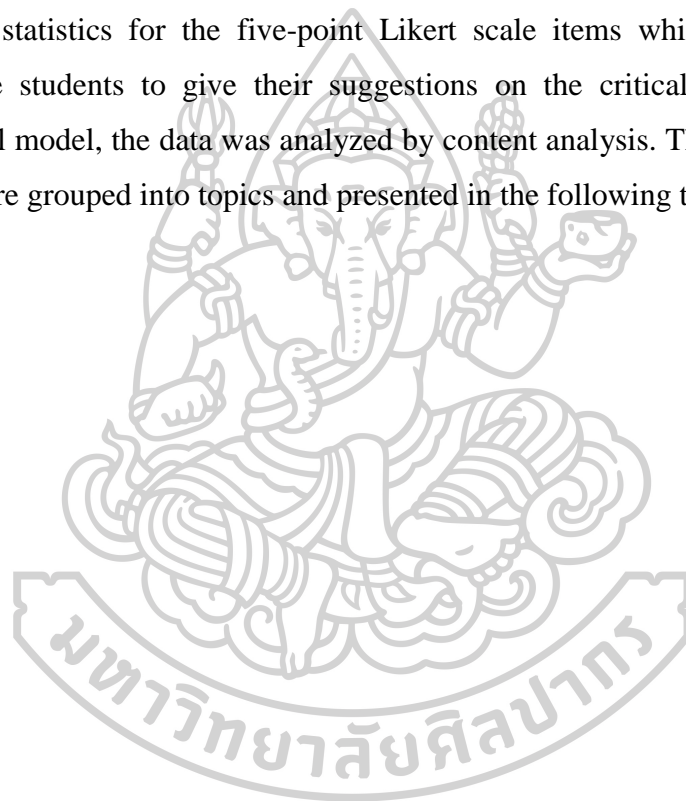 statistics for the five-point Likert scale items whi
students to give their suggestions on the critical
model, the data was analyzed by content analysis. Th
re grouped into topics and presented in the following t
มหาวิทยาลัยศิลปากร